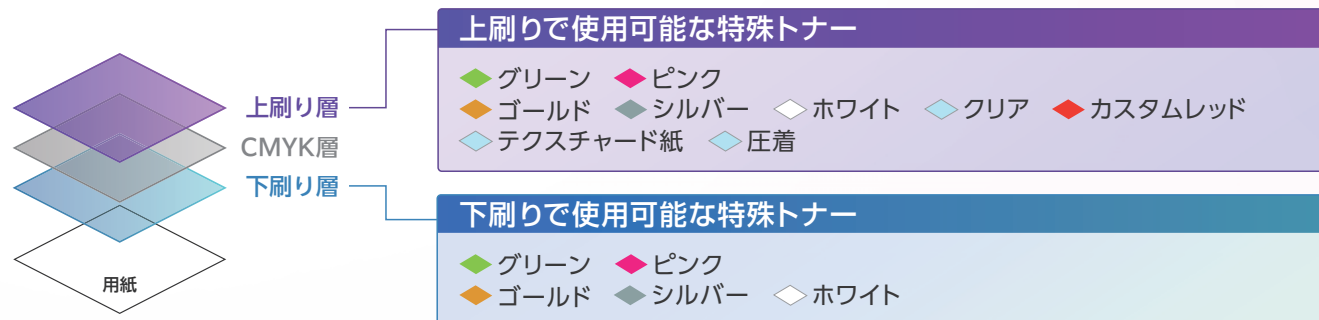 上刷り層
CMYK層
下刷り層
用紙
上刷りで使用可能な特殊トナー
グリーン ピンク
ゴールド シルバー ホワイト クリア カスタムレッド
テクスチャード紙 圧着
下刷りで使用可能な特殊トナー
グリーン ピンク
ゴールド シルバー ホワイト